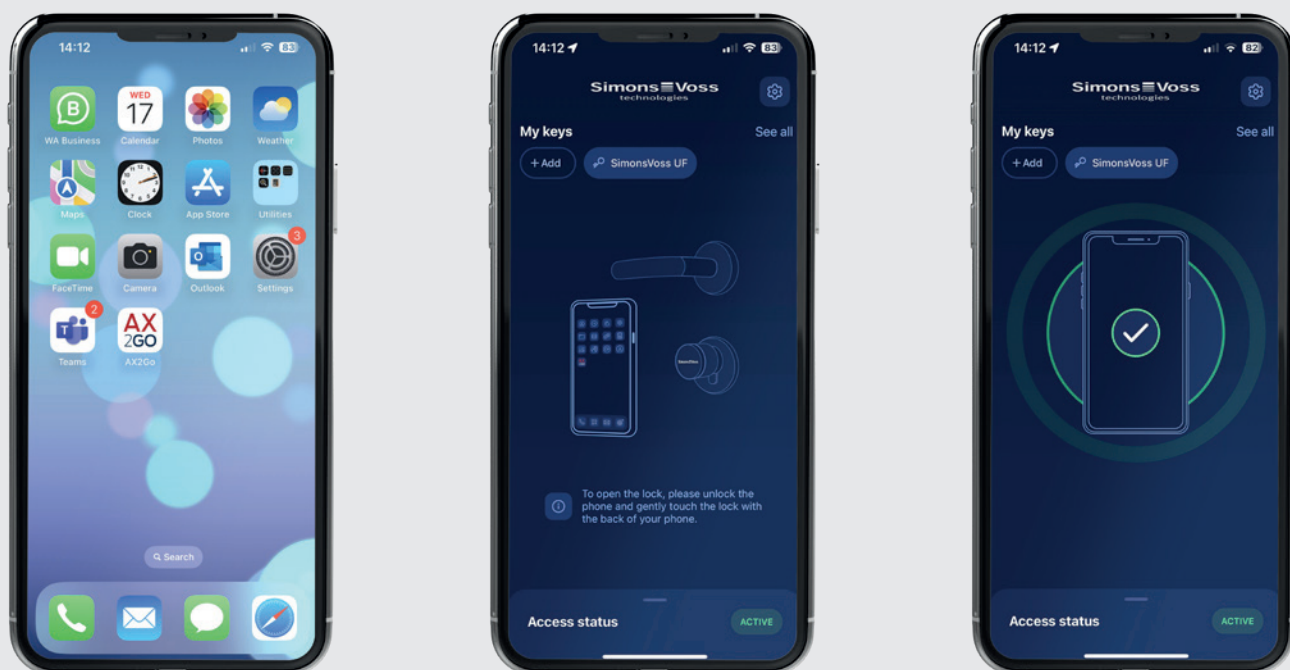 14:12
83
WED
17
WA Business
Calendar
Photos
Weather
Maps
Clock
App Store
Utilities
3
FaceTime
Camera
Outlook
Settings
2
AX
2GO
Teams
AX2Go
Search
14:12
83
SimonsVoss
technologies
My keys
See all
+ Add
SimonsVoss UF
To open the lock, please unlock the
phone and gently touch the lock with
the back of your phone.
Access status
ACTIVE
14:12
82
SimonsVoss
technologies
My keys
See all
+ Add
SimonsVoss UF
Access status
ACTIVE